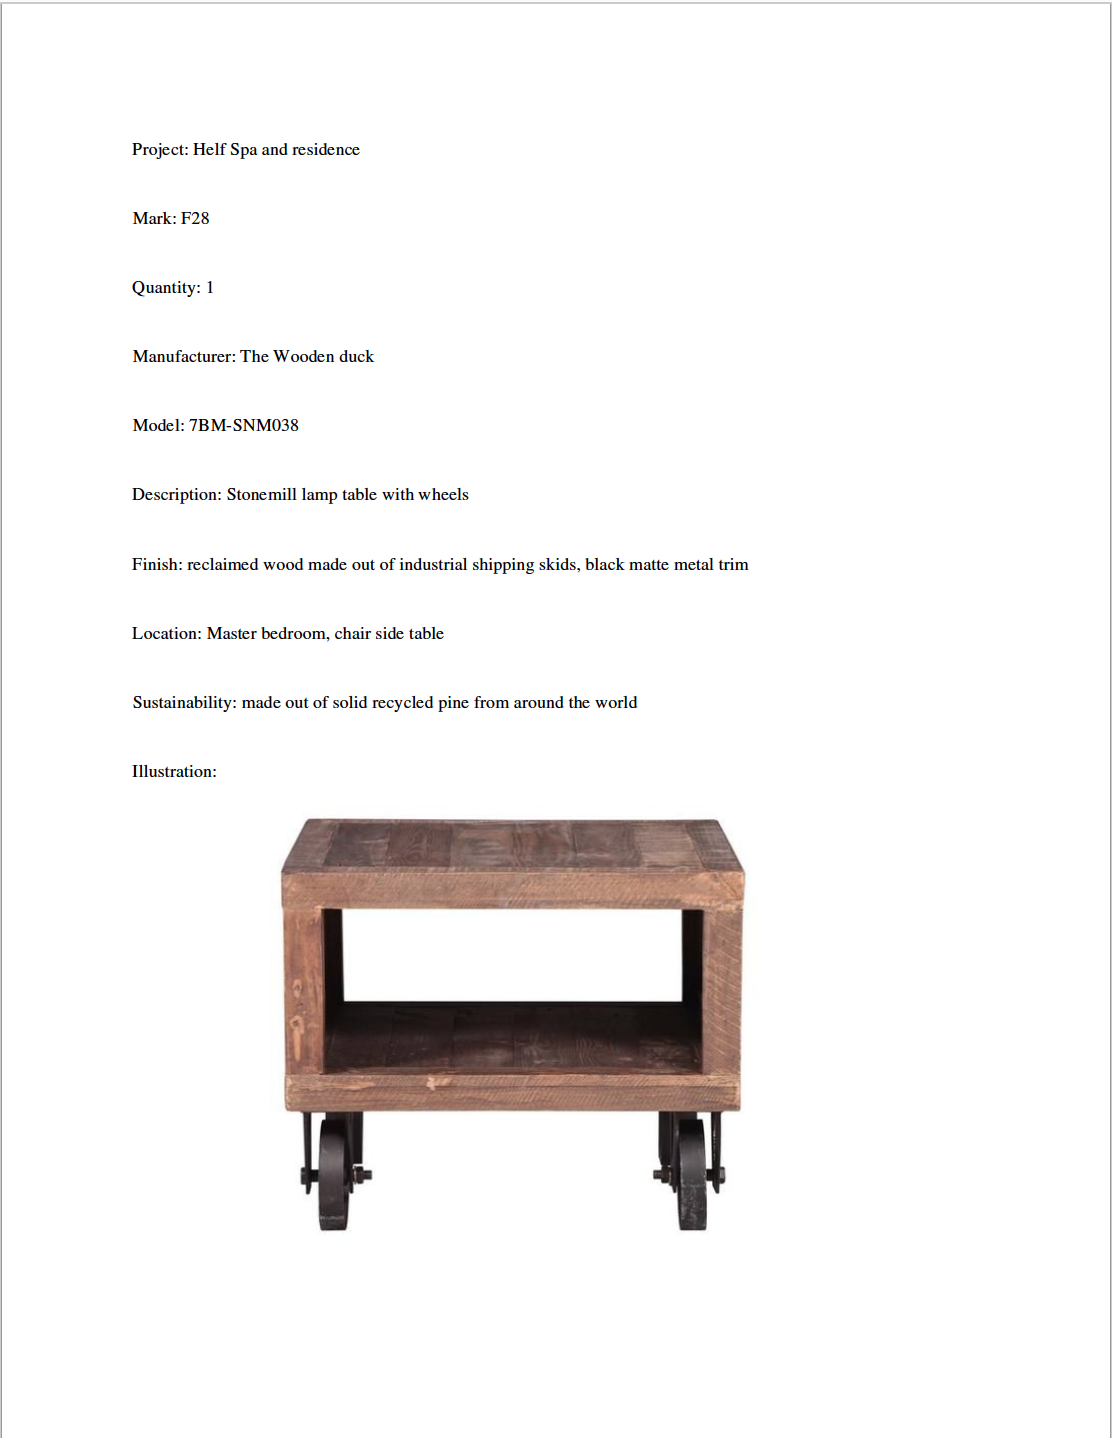 Project: Helf Spa and residence
Mark: F28
Quantity: 1
Manufacturer: The Wooden duck
Model: 7BM-SNM038
Description: Stonemill lamp table with wheels
Finish: reclaimed wood made out of industrial shipping skids, black matte metal trim
Location: Master bedroom, chair side table
Sustainability: made out of solid recycled pine from around the world
Illustration: